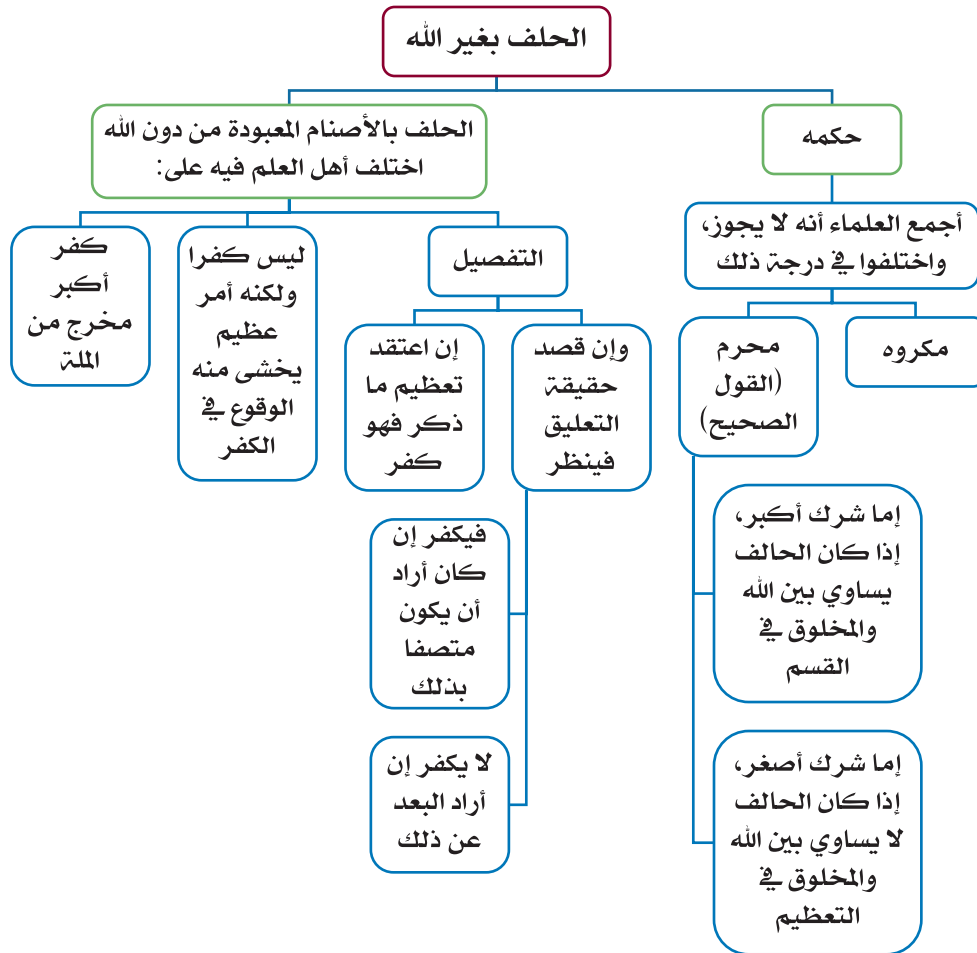 الحلف بغير الله
حكمه
أجمع العلماء أنه لا يجوز،
واختلفوا في درجة ذلك
مكروه
محرم
(القول
الصحيح)
إما شرك أكبر،
إذا كان الحالف
يساوي بين الله
والمخلوق في
القسم
إما شرك أصغر،
إذا كان الحالف
لا يساوي بين الله
والمخلوق في
التعظيم
الحلف بالأصنام المعبودة من دون الله
اختلف أهل العلم فيه على:
التفصيل
وإن قصد
حقيقة
التعليق
فينظر
فيكفر إن
كان أراد
أن يكون
متصفا
بذلك
لا يكفر إن
أراد البعد
عن ذلك
إن اعتقد
تعظيم ما
ذكر فهو
كفر
ليس كفرا
ولكنه أمر
عظيم
يخشى منه
الوقوع في
الكفر
كفر
أكبر
مخرج من
الملة